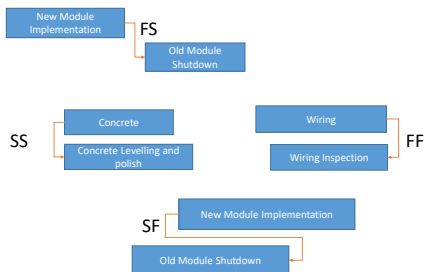 New Module
Implementation
FS
Old Module
Shutdown
Concrete
Wiring
SS
Concrete Levelling and
polish
Wiring Inspection
FF
New Module Implementation
SF
Old Module Shutdown